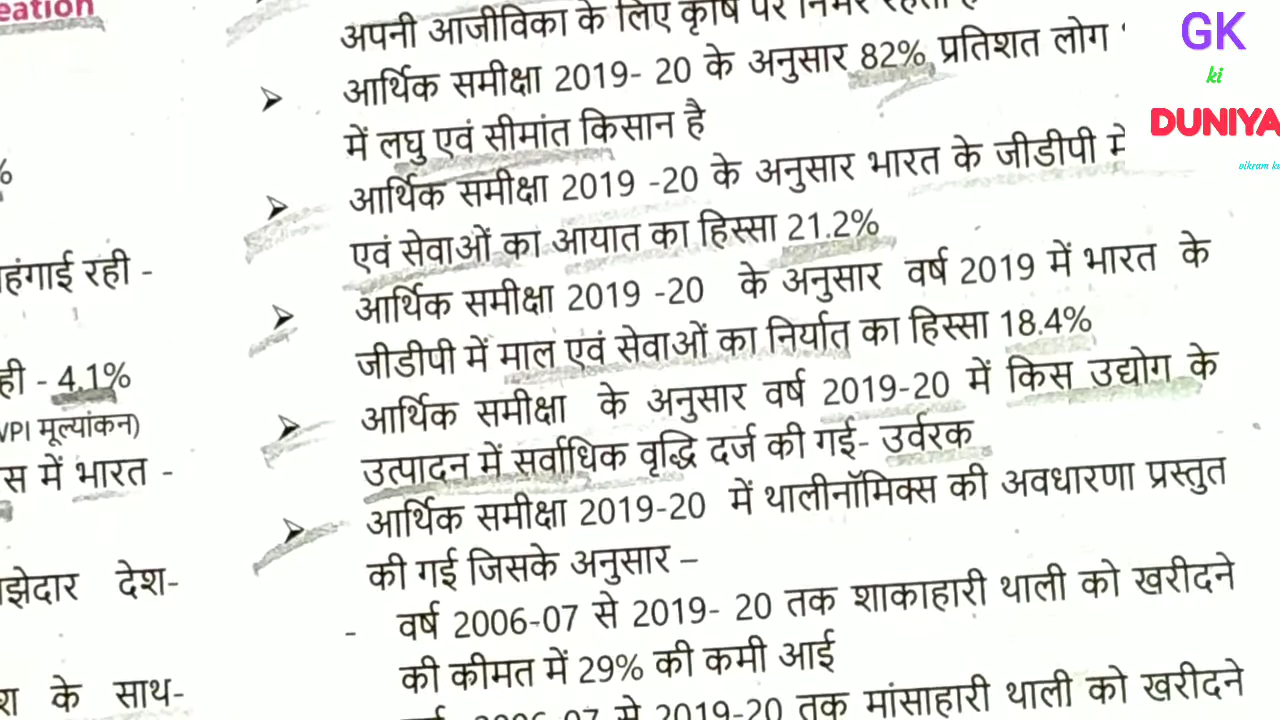 eation
%
हंगाई रही -
ही - 4.1%
VPI मूल्यांकन)
स में भारत -
झेदार देश-
के साथ-
अपनी आजीविका के लिए कृषि पर निर्भर
➢ आर्थिक समीक्षा 2019- 20 के अनुसार 82% प्रतिशत लोग
में लघु एवं सीमांत किसान है
➢ आर्थिक समीक्षा 2019 -20 के अनुसार भारत के जीडीपी में
एवं सेवाओं का आयात का हिस्सा 21.2%
➢ आर्थिक समीक्षा 2019 -20 के अनुसार वर्ष 2019 में भारत के
जीडीपी में माल एवं सेवाओं का निर्यात का हिस्सा 18.4%
➢ आर्थिक समीक्षा के अनुसार वर्ष 2019-20 में किस उद्योग के
उत्पादन में सर्वाधिक वृद्धि दर्ज की गई- उर्वरक
➢ आर्थिक समीक्षा 2019-20 में थालीनॉमिक्स की अवधारणा प्रस्तुत
की गई जिसके अनुसार –
- वर्ष 2006-07 से 2019- 20 तक शाकाहारी थाली को खरीदने
की कीमत में 29% की कमी आई
2006-07 से 2019-20 तक मांसाहारी थाली को खरीदने
GK
ki
DUNIYA
vikram